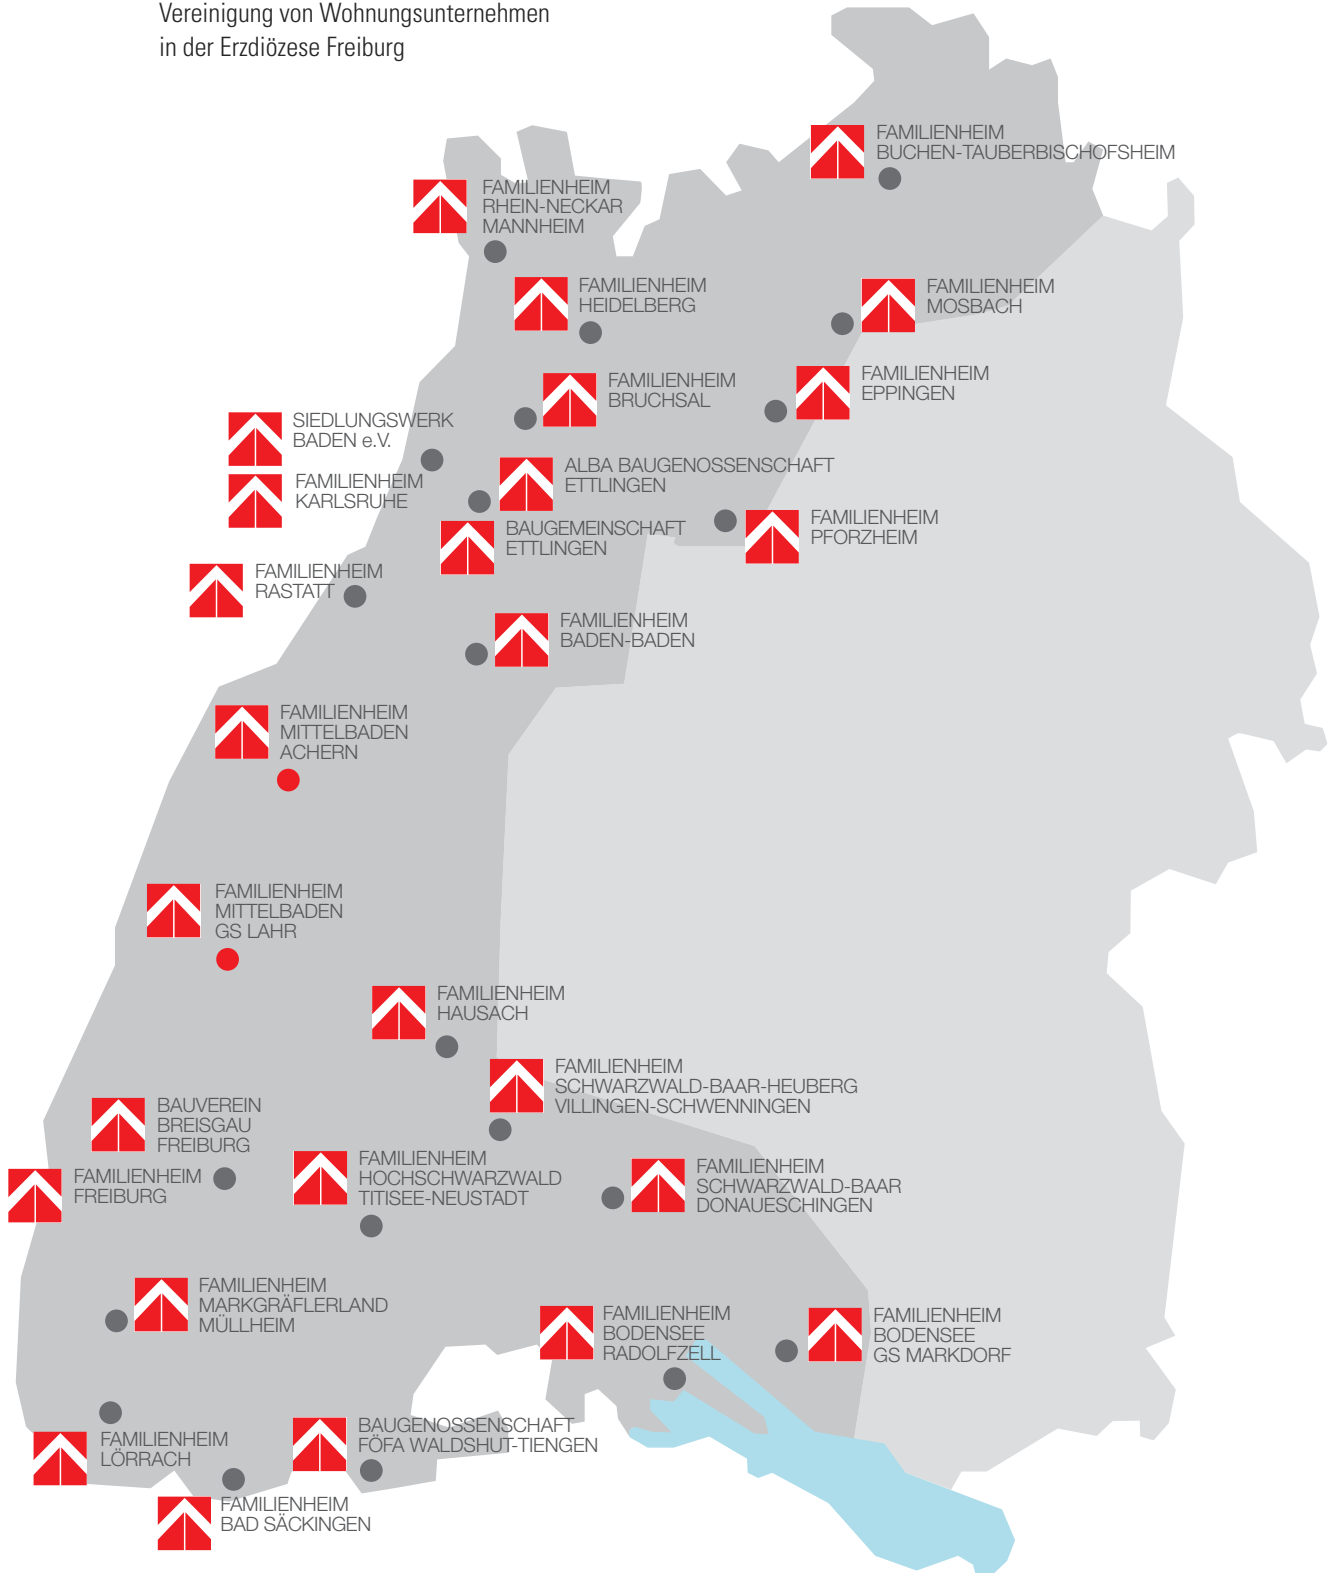 Vereinigung von Wohnungsunternehmen
in der Erzdiözese Freiburg
FAMILIENHEIM
BUCHEN-TAUBERBISCHOFSHEIM
FAMILIENHEIM
RHEIN-NECKAR
MANNHEIM
FAMILIENHEIM
HEIDELBERG
FAMILIENHEIM
MOSBACH
FAMILIENHEIM
BRUCHSAL
FAMILIENHEIM
EPPINGEN
SIEDLUNGSWERK
BADEN e.V.
FAMILIENHEIM
KARLSRUHE
ALBA BAUGENOSSENSCHAFT
ETTLINGEN
BAUGEMEINSCHAFT
ETTLINGEN
FAMILIENHEIM
PFORZHEIM
FAMILIENHEIM
RASTATT
FAMILIENHEIM
BADEN-BADEN
FAMILIENHEIM
MITTELBADEN
ACHERN
FAMILIENHEIM
MITTELBADEN
GS LAHR
FAMILIENHEIM
HAUSACH
FAMILIENHEIM
SCHWARZWALD-BAAR-HEUBERG
VILLINGEN-SCHWENNINGEN
BAUVEREIN
BREISGAU
FREIBURG
FAMILIENHEIM
FREIBURG
FAMILIENHEIM
HOCHSCHWARZWALD
TITISEE-NEUSTADT
FAMILIENHEIM
SCHWARZWALD-BAAR
DONAUESCHINGEN
FAMILIENHEIM
MARKGRÄFLERLAND
MÜLLHEIM
FAMILIENHEIM
BODENSEE
RADOLFZELL
FAMILIENHEIM
BODENSEE
GS MARKDORF
FAMILIENHEIM
LÖRRACH
BAUGENOSSENSCHAFT
FÖFA WALDSHUT-TIENGEN
FAMILIENHEIM
BAD SÄCKINGEN